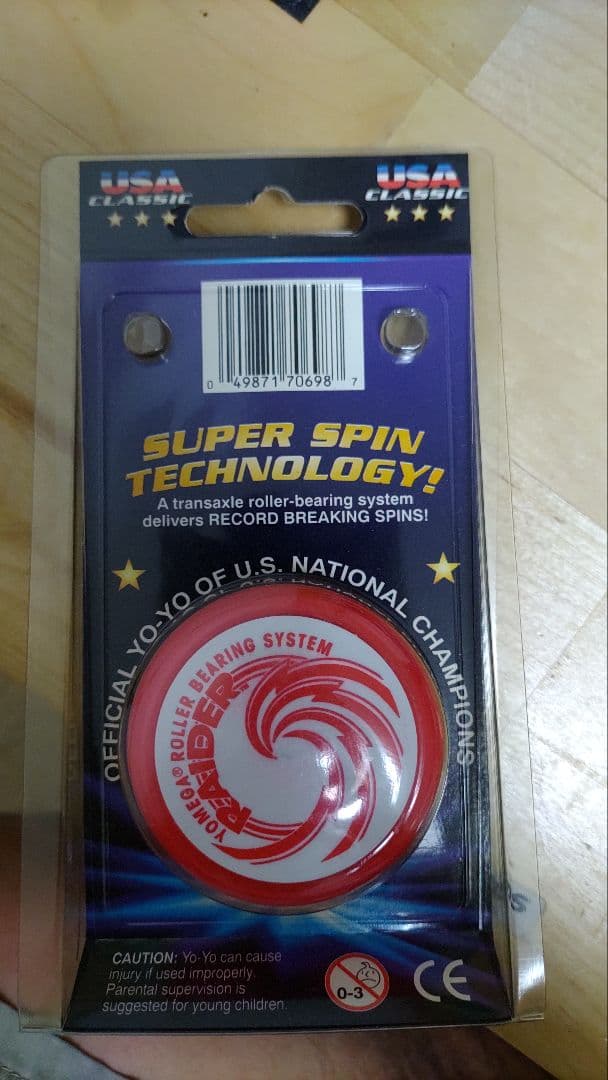 USA
CLASSIC
USA
CLASSIC
0 49871 70698 7
SUPER SPIN
TECHNOLOGY!
A transaxle roller-bearing system
delivers RECORD BREAKING SPINS!
OFFICIAL YO-YO OF U.S. NATIONAL CHAMPIONS
YOMEGA® ROLLER BEARING SYSTEM
RAIDER™
CAUTION: Yo-Yo can cause
injury if used improperly.
Parental supervision is
suggested for young children.
0-3
CE